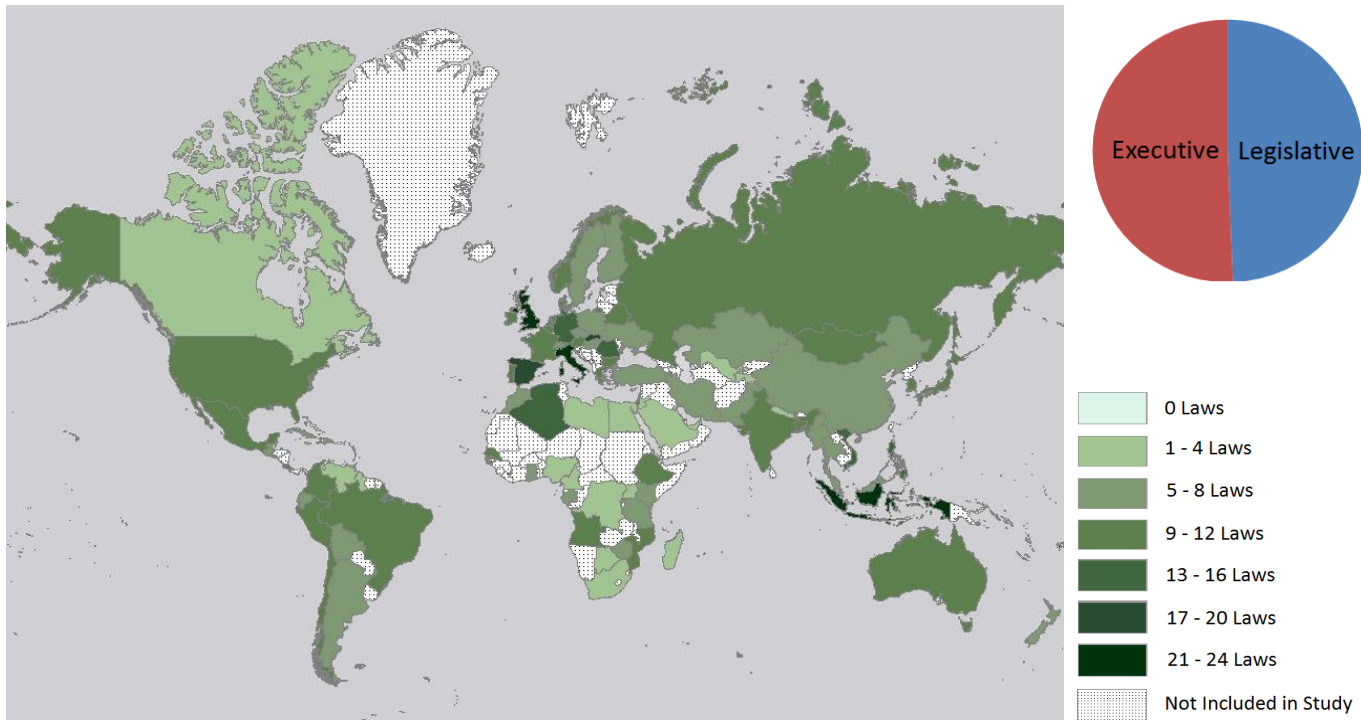 Executive
Legislative
0 Laws
1 - 4 Laws
5 - 8 Laws
9 - 12 Laws
13 - 16 Laws
17 - 20 Laws
21 - 24 Laws
Not Included in Study